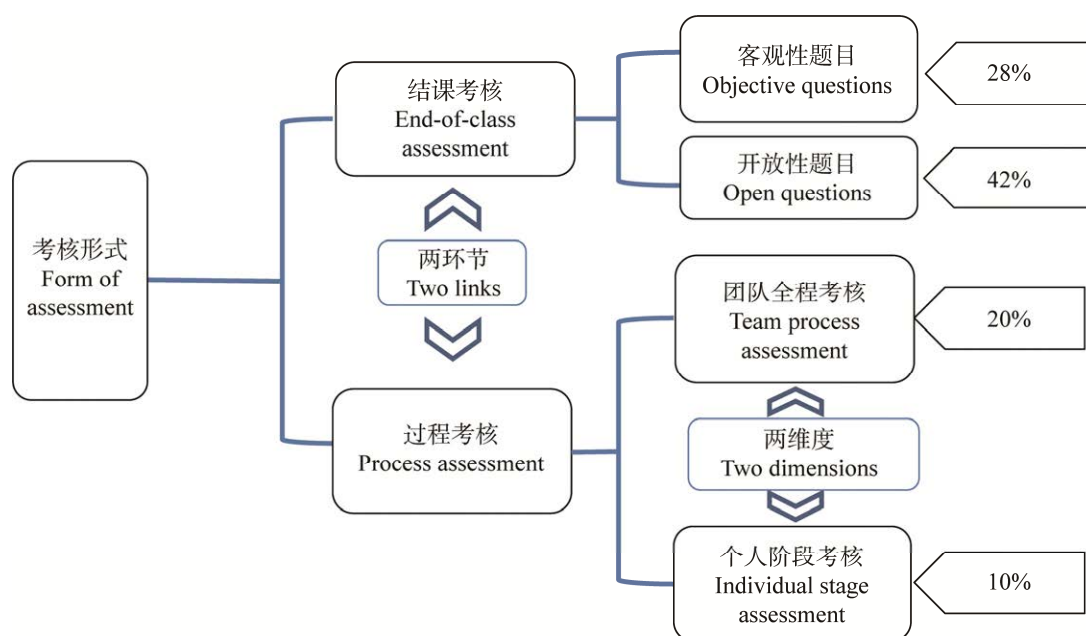 考核形式
Form of
assessment
结课考核
End-of-class
assessment
两环节
Two links
过程考核
Process assessment
客观性题目
Objective questions
28%
开放性题目
Open questions
42%
团队全程考核
Team process
assessment
20%
两维度
Two dimensions
个人阶段考核
Individual stage
assessment
10%